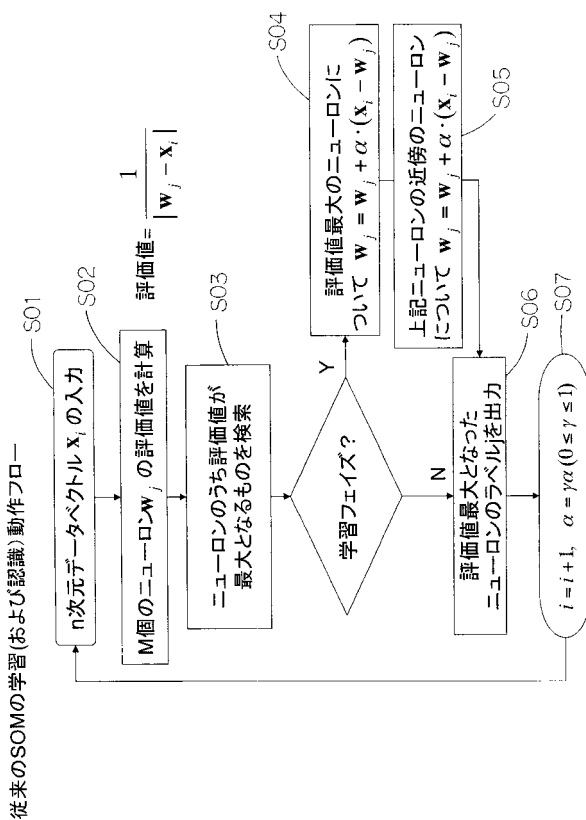 従来のSOMの学習(および認識)動作フロー
S01
n次元データベクトル x_i の入力
S02
M個のニューロンw_j の評価値を計算
評価値= 1 / |w_j − x_i|
S03
ニューロンのうち評価値が
最大となるものを検索
学習フェイズ?
Y
N
S04
評価値最大のニューロンに
ついて w_j = w_j + α·(x_i − w_j)
上記ニューロンの近傍のニューロン
について w_j = w_j + α·(x_i − w_j)
S05
S06
評価値最大となった
ニューロンのラベルjを出力
S07
i = i + 1, α = γα (0 ≤ γ ≤ 1)